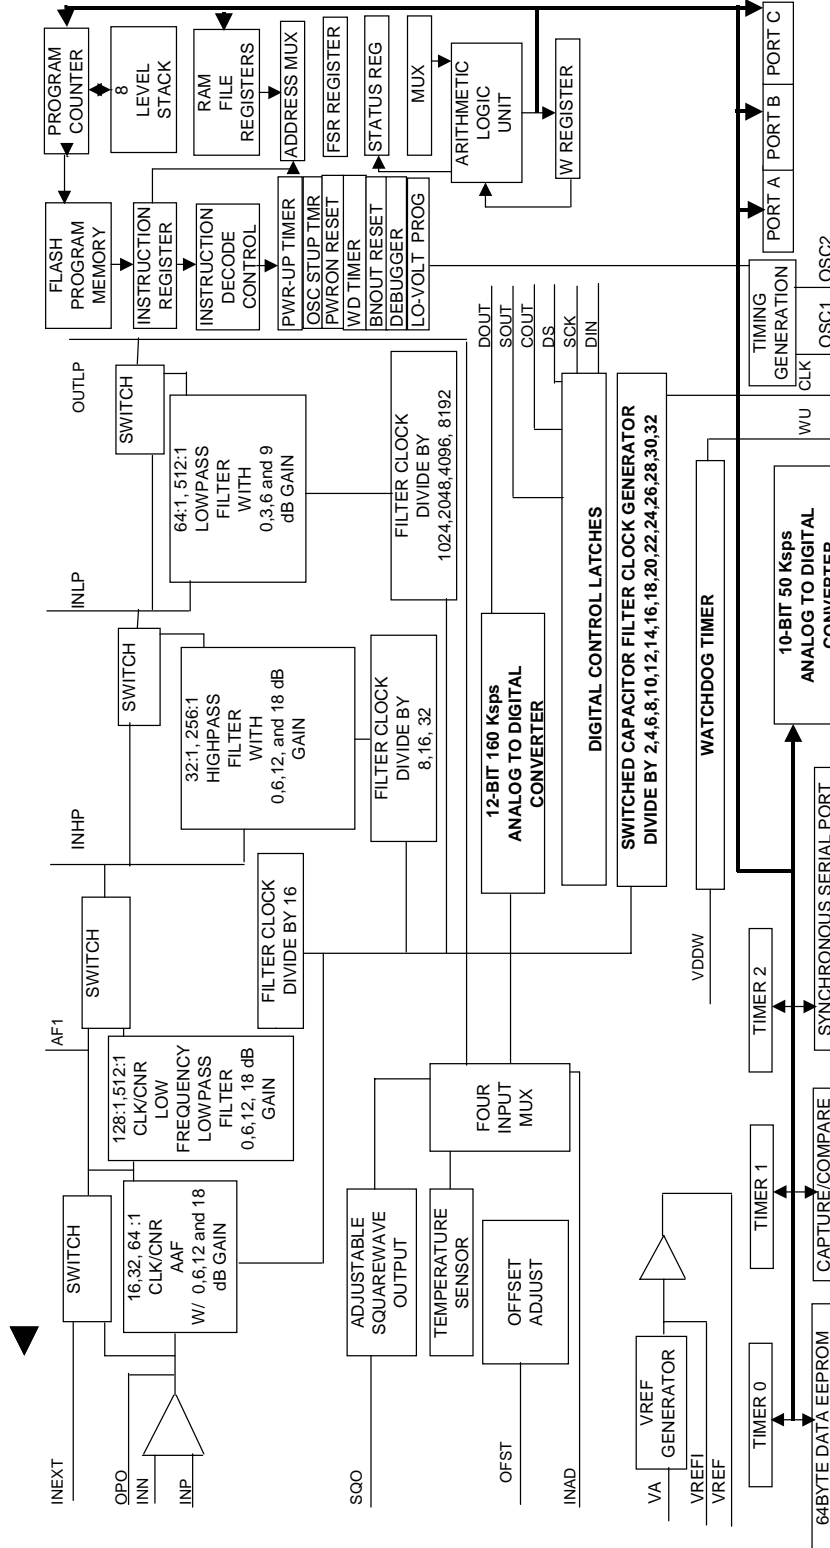 INEXT
OPO
INN
INP
SWITCH
16,32, 64 :1
CLK/CNR
AAF
W/ 0,6,12 and 18
dB GAIN
AF1
128:1,512:1
CLK/CNR
LOW
FREQUENCY
LOWPASS
FILTER
0,6,12, 18 dB
GAIN
SWITCH
FILTER CLOCK
DIVIDE BY 16
INHP
SWITCH
32:1, 256:1
HIGHPASS
FILTER
WITH
0,6,12, and 18 dB
GAIN
FILTER CLOCK
DIVIDE BY
8,16, 32
INLP
SWITCH
64:1, 512:1
LOWPASS
FILTER
WITH
0,3,6 and 9
dB GAIN
FILTER CLOCK
DIVIDE BY
1024,2048,4096, 8192
OUTLP
FLASH
PROGRAM
MEMORY
PROGRAM
COUNTER
8
LEVEL
STACK
INSTRUCTION
REGISTER
RAM
FILE
REGISTERS
INSTRUCTION
DECODE
CONTROL
ADDRESS MUX
PWR-UP TIMER
OSC STUP TMR
PWRON RESET
WD TIMER
BNOUT RESET
DEBUGGER
LO-VOLT PROG
FSR REGISTER
STATUS REG
MUX
ARITHMETIC
LOGIC
UNIT
W REGISTER
SQO
ADJUSTABLE
SQUAREWAVE
OUTPUT
TEMPERATURE
SENSOR
OFST
OFFSET
ADJUST
INAD
FOUR
INPUT
MUX
12-BIT 160 Ksps
ANALOG TO DIGITAL
CONVERTER
DOUT
SOUT
COUT
DS
SCK
DIN
DIGITAL CONTROL LATCHES
SWITCHED CAPACITOR FILTER CLOCK GENERATOR
DIVIDE BY 2,4,6,8,10,12,14,16,18,20,22,24,26,28,30,32
VDDW
WATCHDOG TIMER
WU
CLK
TIMING
GENERATION
OSC1
OSC2
PORT A
PORT B
PORT C
VA
VREFI
VREF
VREF
GENERATOR
TIMER 0
TIMER 1
TIMER 2
10-BIT 50 Ksps
ANALOG TO DIGITAL
CONVERTER
64BYTE DATA EEPROM
CAPTURE/COMPARE
SYNCHRONOUS SERIAL PORT